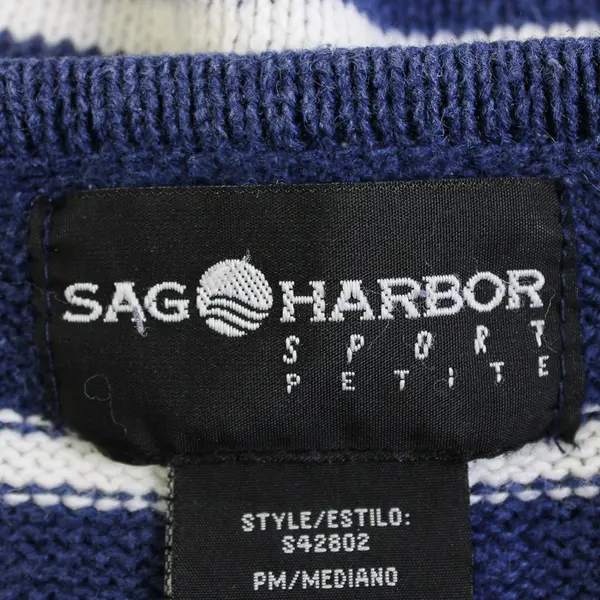 SAG HARBOR
SPORT
PETITE
STYLE/ESTILO:
S42802
PM/MEDIANO